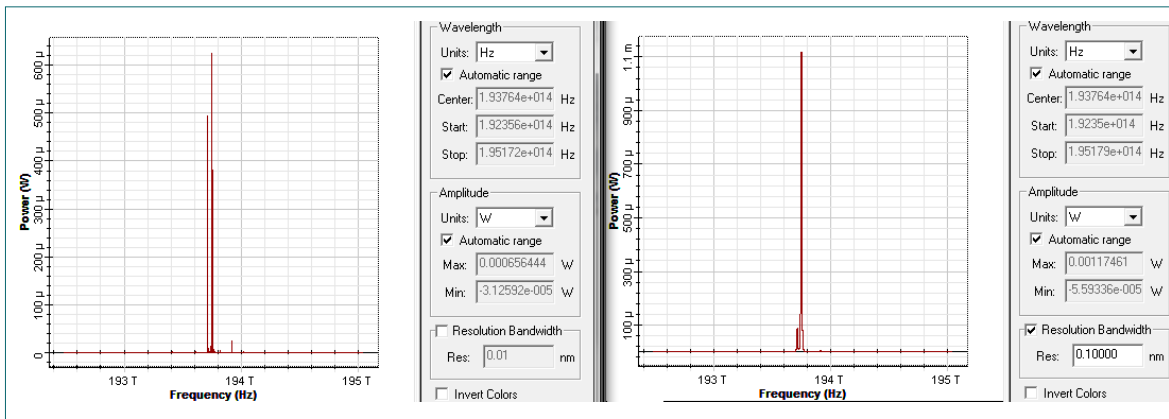 Power (W)
600 µ
500 µ
400 µ
300 µ
200 µ
100 µ
0
193 T
194 T
195 T
Frequency (Hz)
Wavelength
Units: Hz
Automatic range
Center: 1.93764e+014 Hz
Start: 1.92356e+014 Hz
Stop: 1.95172e+014 Hz
Amplitude
Units: W
Automatic range
Max: 0.000656444 W
Min: -3.12592e-005 W
Resolution Bandwidth
Res: 0.01 nm
Invert Colors
Power (W)
1.1 m
900 µ
700 µ
500 µ
300 µ
100 µ
193 T
194 T
195 T
Frequency (Hz)
Wavelength
Units: Hz
Automatic range
Center: 1.93764e+014 Hz
Start: 1.9235e+014 Hz
Stop: 1.95179e+014 Hz
Amplitude
Units: W
Automatic range
Max: 0.00117461 W
Min: -5.59336e-005 W
Resolution Bandwidth
Res: 0.10000 nm
Invert Colors